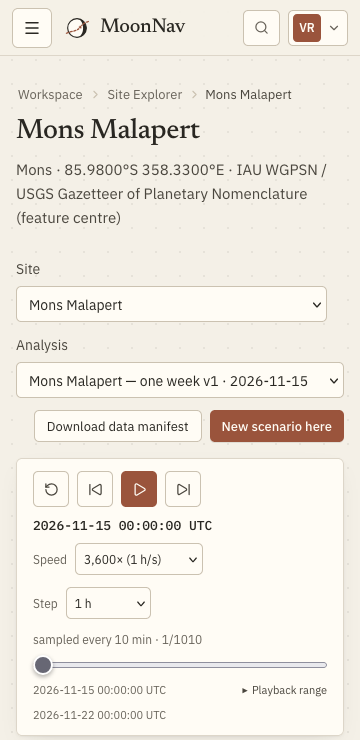 MoonNav
VR
Workspace > Site Explorer > Mons Malapert
Mons Malapert
Mons · 85.9800°S 358.3300°E · IAU WGPSN /
USGS Gazetteer of Planetary Nomenclature
(feature centre)
Site
Mons Malapert
Analysis
Mons Malapert — one week v1 · 2026-11-15
Download data manifest
New scenario here
2026-11-15 00:00:00 UTC
Speed
3,600× (1 h/s)
Step
1 h
sampled every 10 min · 1/1010
2026-11-15 00:00:00 UTC
▸ Playback range
2026-11-22 00:00:00 UTC